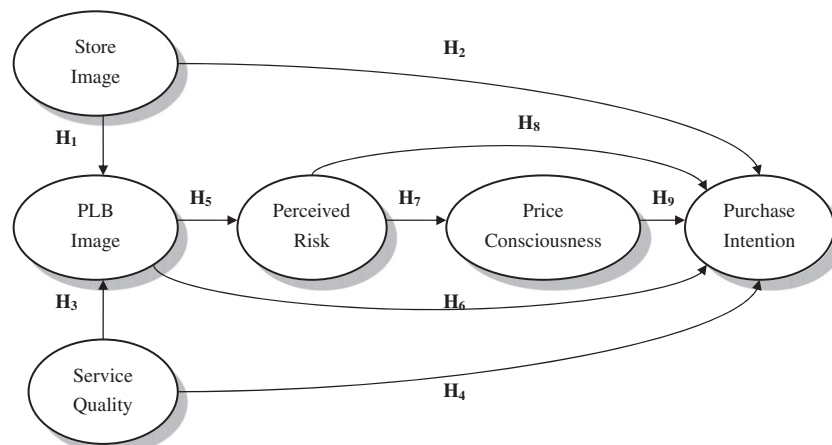 Store
Image
H₂
H₁
H₈
PLB
Image
H₅
Perceived
Risk
H₇
Price
Consciousness
H₉
Purchase
Intention
H₃
H₆
Service
Quality
H₄